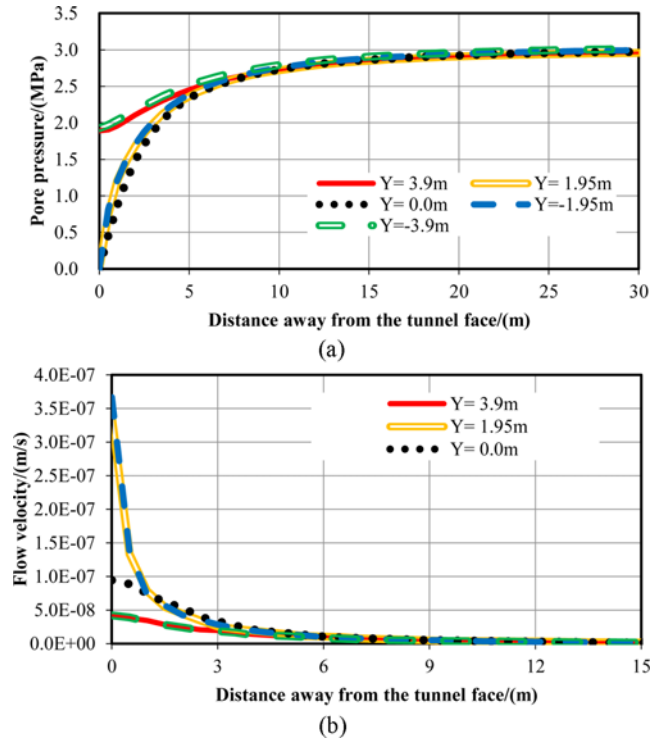 3.5
3.0
2.5
2.0
1.5
1.0
0.5
0.0
Pore pressure/(MPa)
Y= 3.9m
Y= 1.95m
Y= 0.0m
Y=-1.95m
Y=-3.9m
0 5 10 15 20 25 30
Distance away from the tunnel face/(m)
(a)
4.0E-07
3.5E-07
3.0E-07
2.5E-07
2.0E-07
1.5E-07
1.0E-07
5.0E-08
0.0E+00
Flow velocity/(m/s)
Y= 3.9m
Y= 1.95m
Y= 0.0m
0 3 6 9 12 15
Distance away from the tunnel face/(m)
(b)